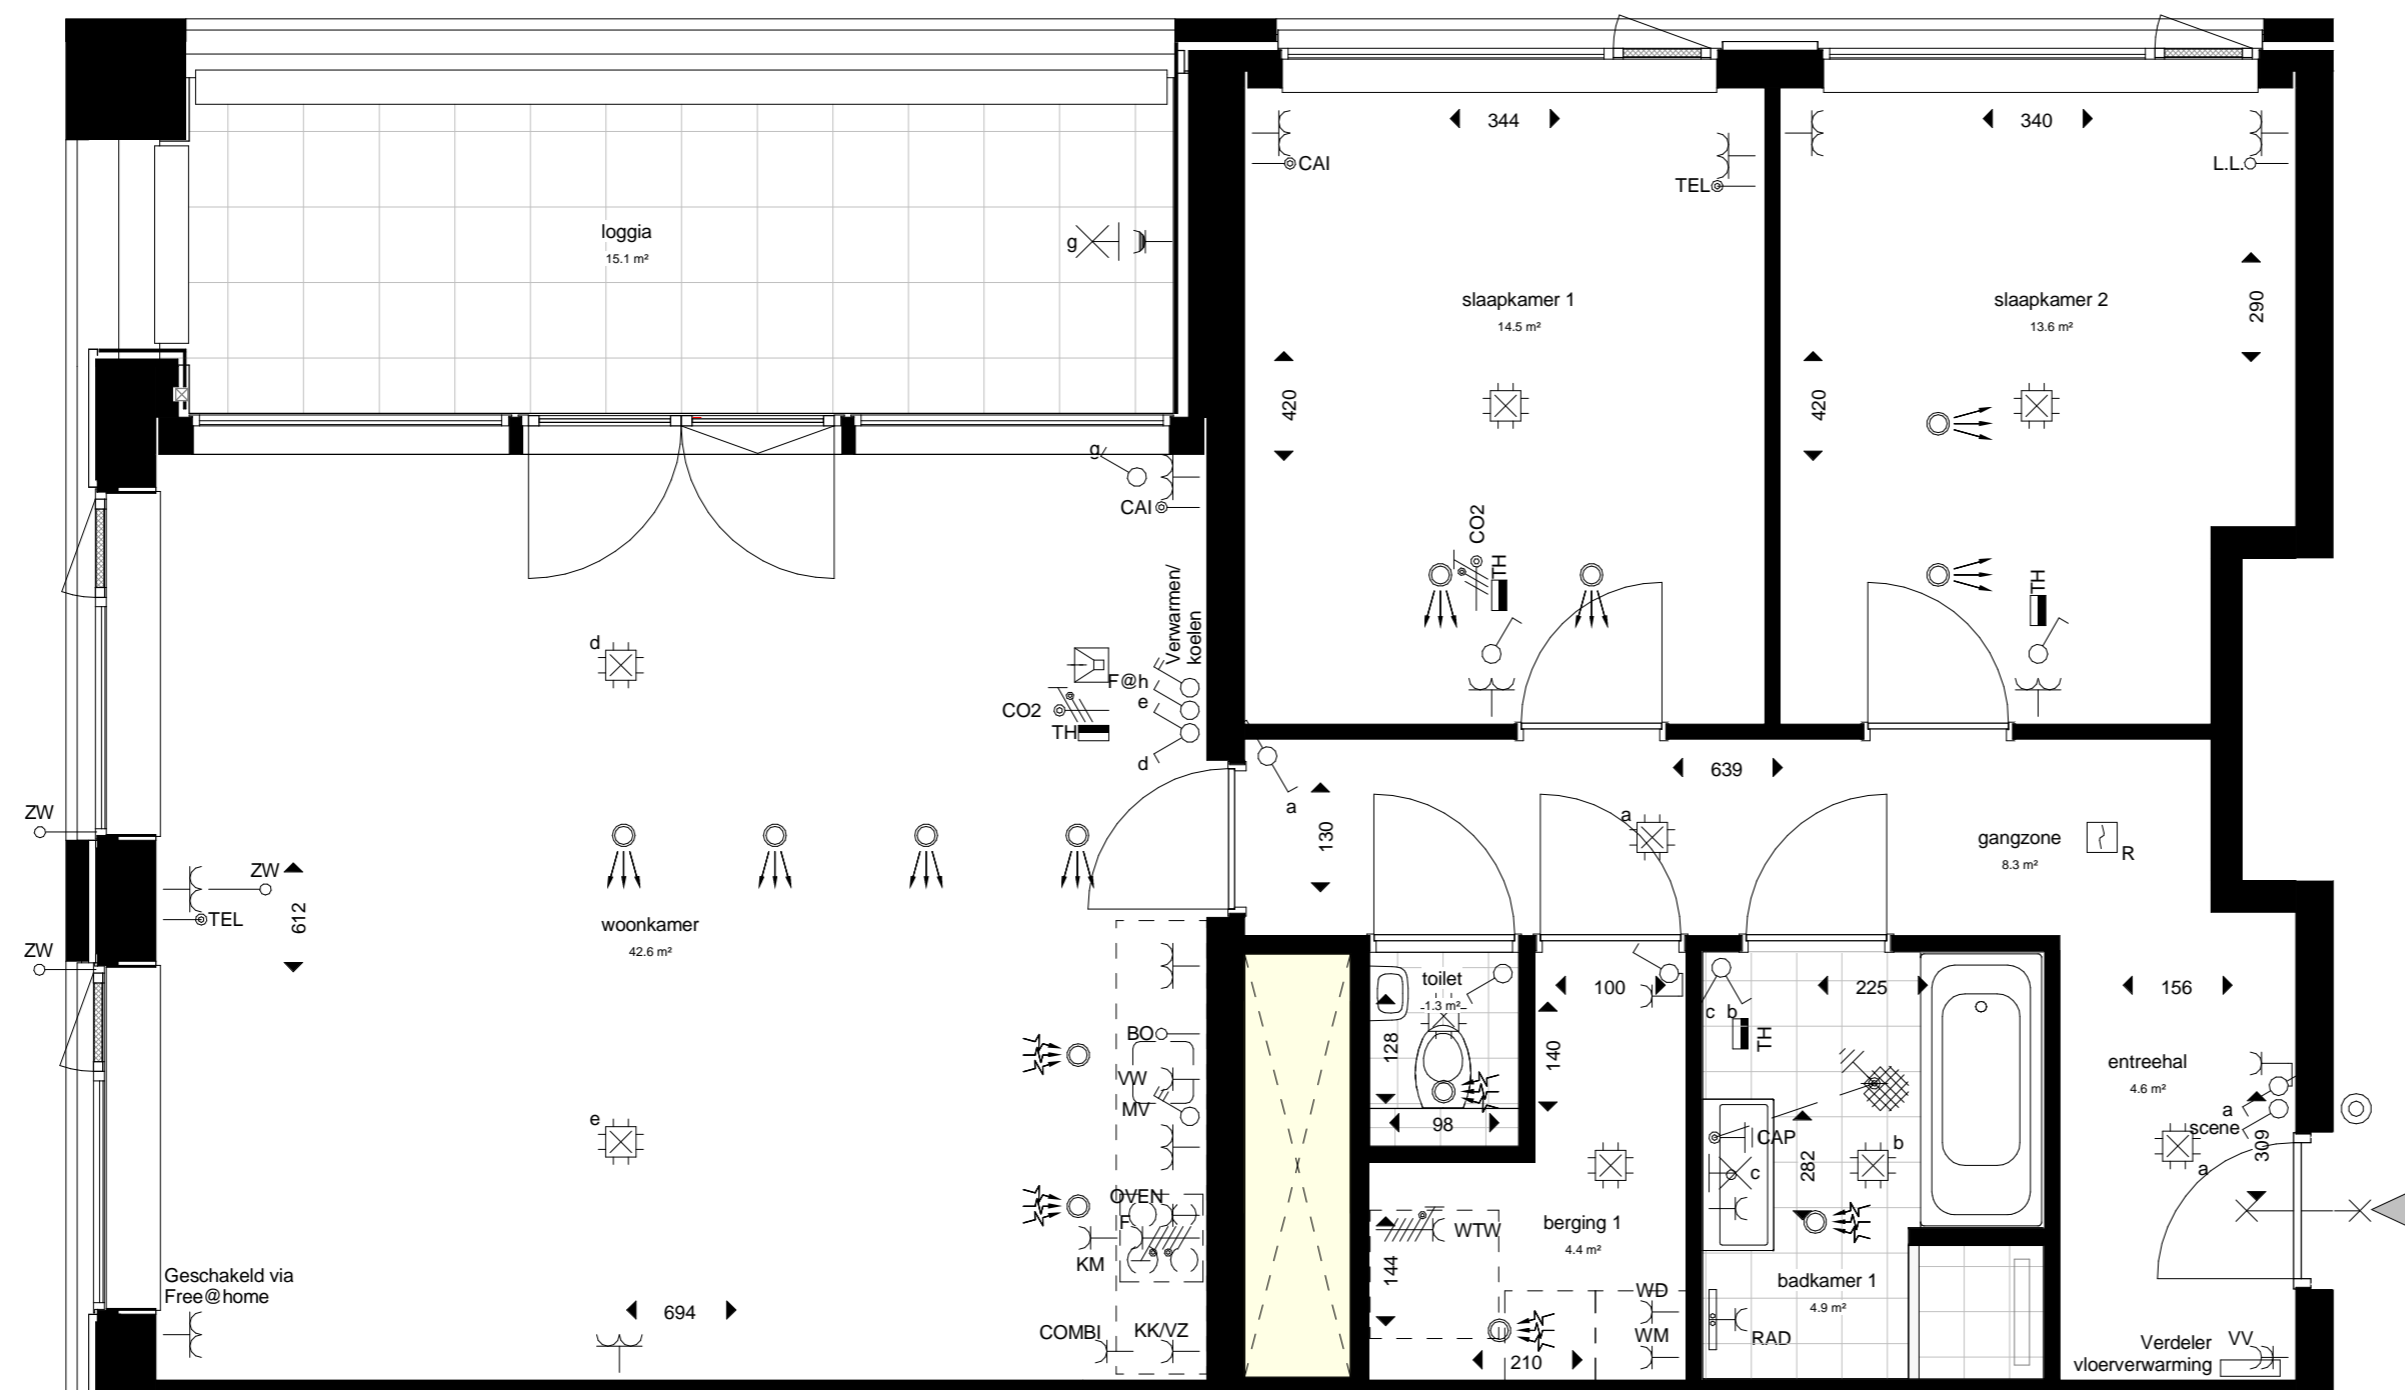 344
340
CAI
TEL
L.L.
loggia
15.1 m²
g
slaapkamer 1
14.5 m²
slaapkamer 2
13.6 m²
290
420
420
g
CAI
CO2
TH
TH
Verwarmen/
koelen
d
F@h
e
CO2
TH
d
639
ZW
a
130
a
gangzone
8.3 m²
R
ZW
TEL
612
woonkamer
42.6 m²
ZW
toilet
1.3 m²
100
225
156
c b
TH
BO
128
140
entreehal
4.6 m²
VW
MV
98
a
scene
309
a
e
CAP
b
282
c
OVEN
F
KM
WTW
144
berging 1
4.4 m²
Geschakeld via
Free@home
694
badkamer 1
4.9 m²
WD
COMBI
KK/VZ
WM
RAD
210
Verdeler
vloerverwarming
VV